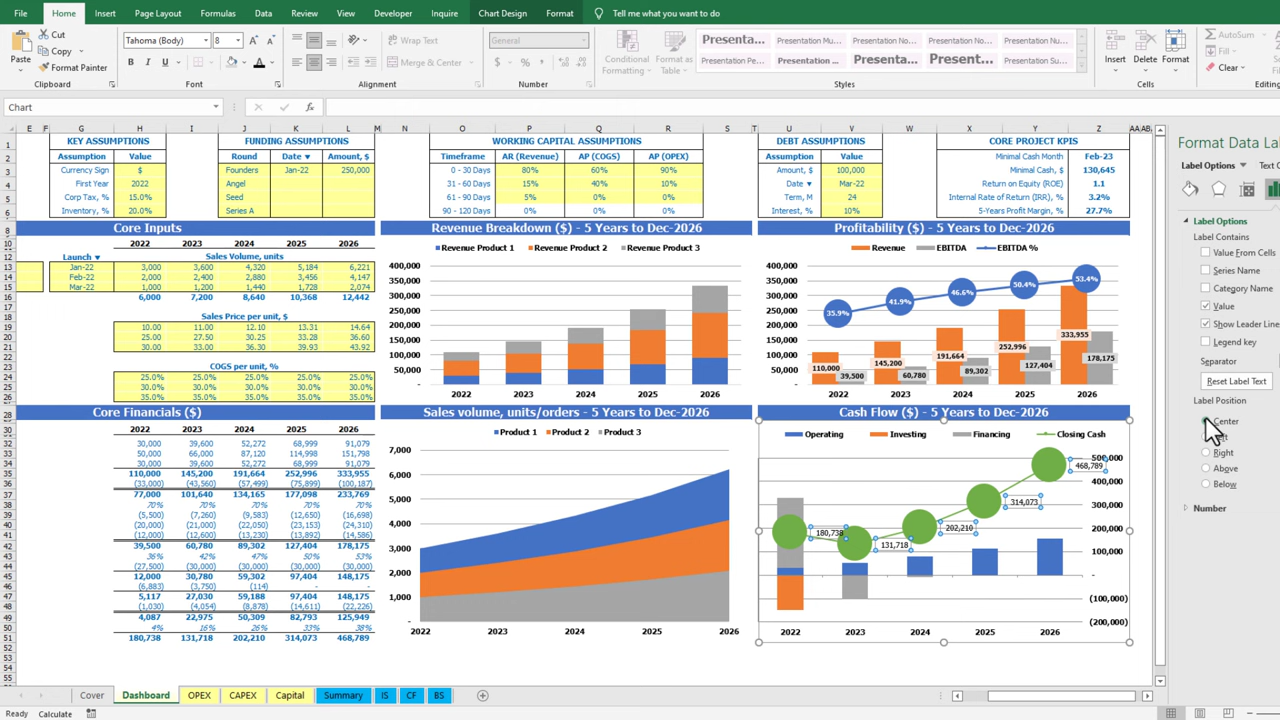 File Home Insert Page Layout Formulas Data Review View Developer Inquire Chart Design Format Tell me what you want to do
Paste Cut Copy Format Painter Clipboard
Tahoma (Body) 8 B I U Font
Wrap Text Merge & Center Alignment
General $ % Number
Conditional Formatting Format as Table
Presenta... Presentation Mu... Presentation No... Presentation Nu...
Presentation Pe... Presentation ... Presenta... Presenta... Presentation Su...
Styles
Insert Delete Format Cells
AutoSum Fill Clear Editing
Chart
E F G H I J K L M N O P Q R S T U V W X Y Z AA AB
KEY ASSUMPTIONS FUNDING ASSUMPTIONS WORKING CAPITAL ASSUMPTIONS DEBT ASSUMPTIONS CORE PROJECT KPIS
Assumption Value Round Date Amount, $ Timeframe AR (Revenue) AP (COGS) AP (OPEX) Assumption Value Minimal Cash Month Feb-23
Currency Sign $ Founders Jan-22 250,000 0 - 30 Days 80% 60% 90% Amount, $ 100,000 Minimal Cash, $ 130,645
First Year 2022 Angel 31 - 60 Days 15% 40% 10% Date Mar-22 Return on Equity (ROE) 1.1
Corp Tax, % 15.0% Seed 61 - 90 Days 5% 0% 0% Term, M 24 Internal Rate of Return (IRR), % 3.2%
Inventory, % 20.0% Series A 90 - 120 Days 0% 0% 0% Interest, % 10% 5-Years Profit Margin, % 27.7%
Core Inputs
2022 2023 2024 2025 2026
Launch Sales Volume, units
Jan-22 3,000 3,600 4,320 5,184 6,221
Feb-22 2,000 2,400 2,880 3,456 4,147
Mar-22 1,000 1,200 1,440 1,728 2,074
6,000 7,200 8,640 10,368 12,442
Sales Price per unit, $
10.00 11.00 12.10 13.31 14.64
25.00 27.50 30.25 33.28 36.60
30.00 33.00 36.30 39.93 43.92
COGS per unit, $
25.0% 25.0% 25.0% 25.0% 25.0%
30.0% 30.0% 30.0% 30.0% 30.0%
35.0% 35.0% 35.0% 35.0% 35.0%
Revenue Breakdown ($) - 5 Years to Dec-2026
Revenue Product 1 Revenue Product 2 Revenue Product 3
400,000
350,000
300,000
250,000
200,000
150,000
100,000
50,000
-
2022 2023 2024 2025 2026
Profitability ($) - 5 Years to Dec-2026
Revenue EBITDA EBITDA %
400,000
350,000
300,000
250,000
200,000
150,000
100,000
50,000
-
35.9% 41.9% 46.6% 50.4% 53.4%
110,000 145,200 191,664 252,996 333,955
39,500 60,780 89,302 127,404 178,175
2022 2023 2024 2025 2026
Core Financials ($)
2022 2023 2024 2025 2026
30,000 39,600 52,272 68,999 91,079
50,000 66,000 87,120 114,998 151,798
30,000 39,600 52,272 68,999 91,079
110,000 145,200 191,664 252,996 333,955
(33,000) (43,560) (57,499) (75,899) (100,187)
77,000 101,640 134,165 177,098 233,769
70% 70% 70% 70% 70%
(5,500) (7,260) (9,583) (12,650) (16,698)
(20,000) (21,000) (22,050) (23,153) (24,310)
(12,000) (12,600) (13,230) (13,892) (14,586)
39,500 60,780 89,302 127,404 178,175
36% 42% 47% 50% 53%
(27,500) (30,000) (30,000) (30,000) (30,000)
12,000 30,780 59,302 97,404 148,175
(6,883) (3,750) (114) - -
5,117 27,030 59,188 97,404 148,175
(1,030) (4,054) (8,878) (14,611) (22,226)
4,087 22,975 50,309 82,793 125,949
4% 16% 26% 33% 38%
180,738 131,718 202,210 314,073 468,789
Sales volume, units/orders - 5 Years to Dec-2026
Product 1 Product 2 Product 3
7,000
6,000
5,000
4,000
3,000
2,000
1,000
-
2022 2023 2024 2025 2026
Cash Flow ($) - 5 Years to Dec-2026
Operating Investing Financing Closing Cash
500,000
400,000
300,000
200,000
100,000
-
(100,000)
(200,000)
180,738 131,718 202,210 314,073 468,789
2022 2023 2024 2025 2026
Format Data La
Label Options Text O
Label Options
Label Contains
Value From Cells
Series Name
Category Name
Value
Show Leader Line
Legend key
Separator
Reset Label Text
Label Position
Center
Right
Above
Below
Number
Cover Dashboard OPEX CAPEX Capital Summary IS CF BS
Ready Calculate